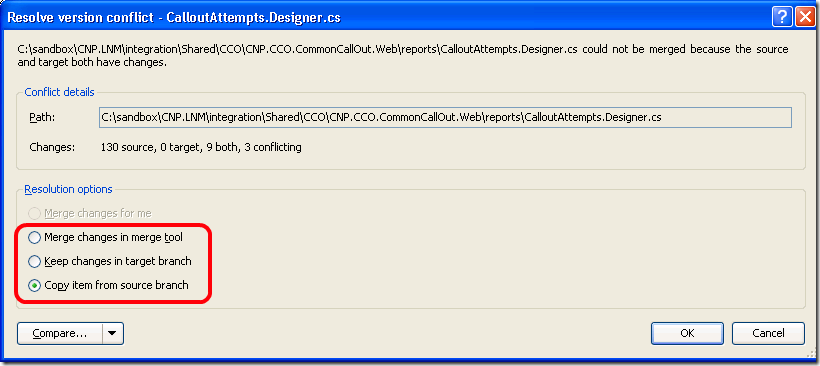 Resolve version conflict - CalloutAttempts.Designer.cs
C:\sandbox\CNP.LNM\integration\Shared\CCO\CNP.CCO.CommonCallOut.Web\reports\CalloutAttempts.Designer.cs could not be merged because the source
and target both have changes.
Conflict details
Path: C:\sandbox\CNP.LNM\integration\Shared\CCO\CNP.CCO.CommonCallOut.Web\reports\CalloutAttempts.Designer.cs
Changes: 130 source, 0 target, 9 both, 3 conflicting
Resolution options
Merge changes for me
Merge changes in merge tool
Keep changes in target branch
Copy item from source branch
Compare... OK Cancel